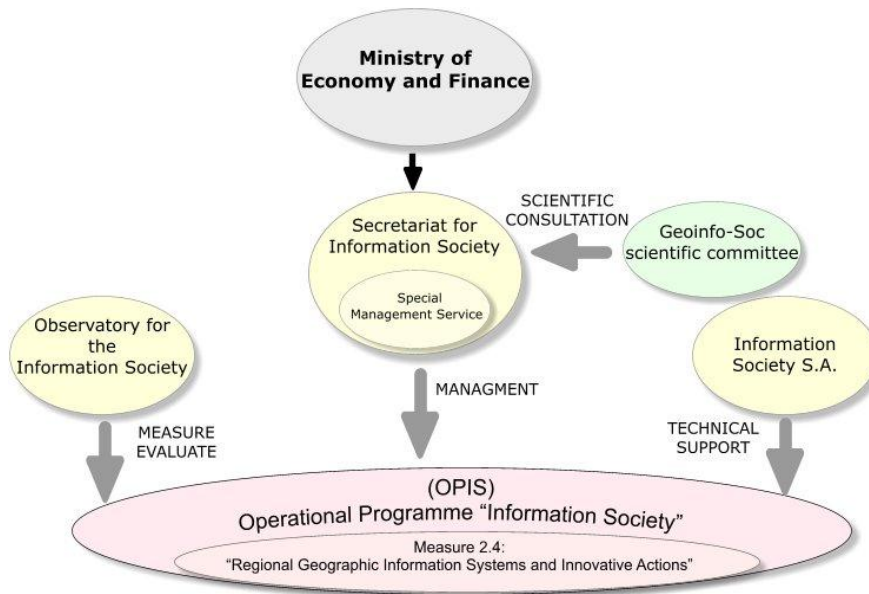 Ministry of
Economy and Finance
SCIENTIFIC
CONSULTATION
Secretariat for
Information Society
Geoinfo-Soc
scientific committee
Special
Management Service
Observatory for
the
Information Society
Information
Society S.A.
MANAGMENT
MEASURE
EVALUATE
TECHNICAL
SUPPORT
(OPIS)
Operational Programme “Information Society”
Measure 2.4:
“Regional Geographic Information Systems and Innovative Actions”